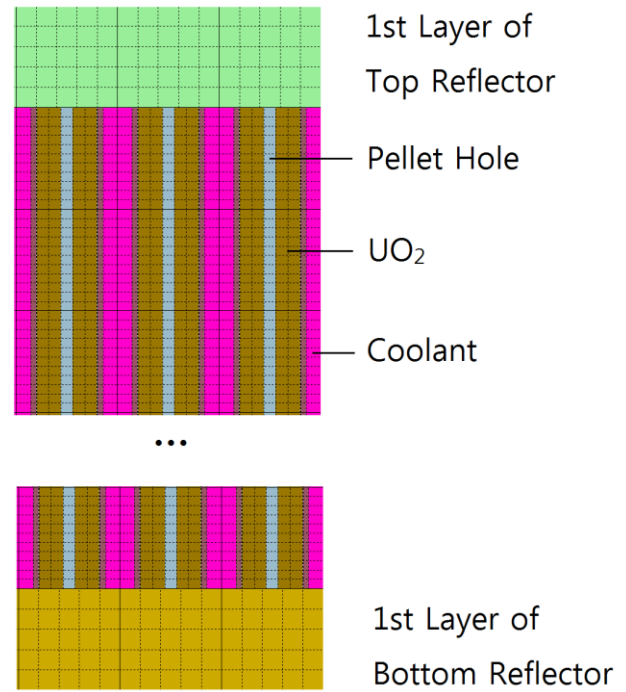 1st Layer of
Top Reflector
Pellet Hole
UO₂
Coolant
...
1st Layer of
Bottom Reflector